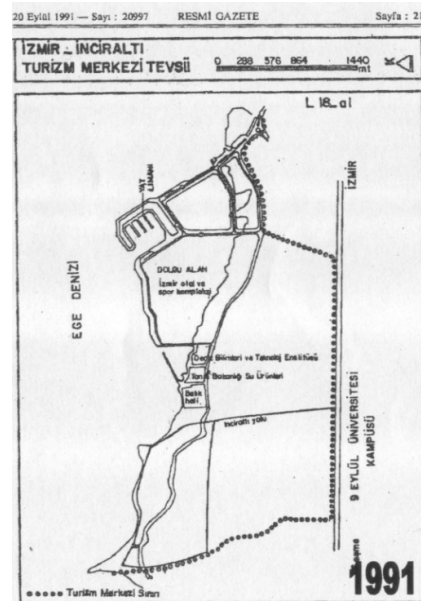 20 Eylül 1991 — Sayı : 20997 RESMÎ GAZETE Sayfa : 21
İZMİR - İNCİRALTI
TURİZM MERKEZİ TEVSİİ
0 288 576 864 1440
mt
K
L 18 a1
YAT
LİMANI
İZMİR
EGE DENİZİ
DOLGU ALAN
İzmir otel ve
spor kompleksi
Deniz Bilimleri ve Teknoloji Enstitüsü
Tarım Bakanlığı Su Ürünleri
Balık
hali
İnciraltı yolu
9 EYLÜL ÜNİVERSİTESİ
KAMPÜSÜ
1991
Turizm Merkezi Sınırı